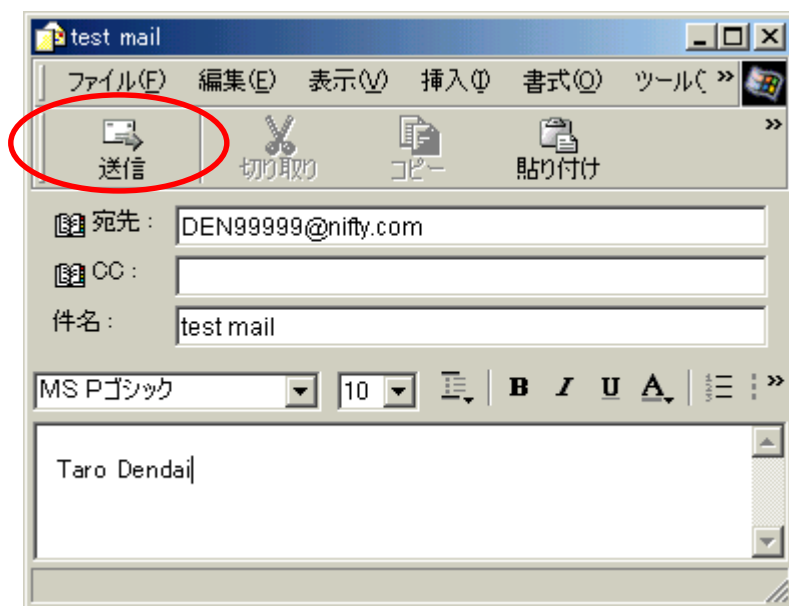 test mail
ファイル(F) 編集(E) 表示(V) 挿入(I) 書式(O) ツール( »
送信 切り取り コピー 貼り付け »
宛先: DEN99999@nifty.com
CC:
件名: test mail
MS Pゴシック 10 B I U A »
Taro Dendai